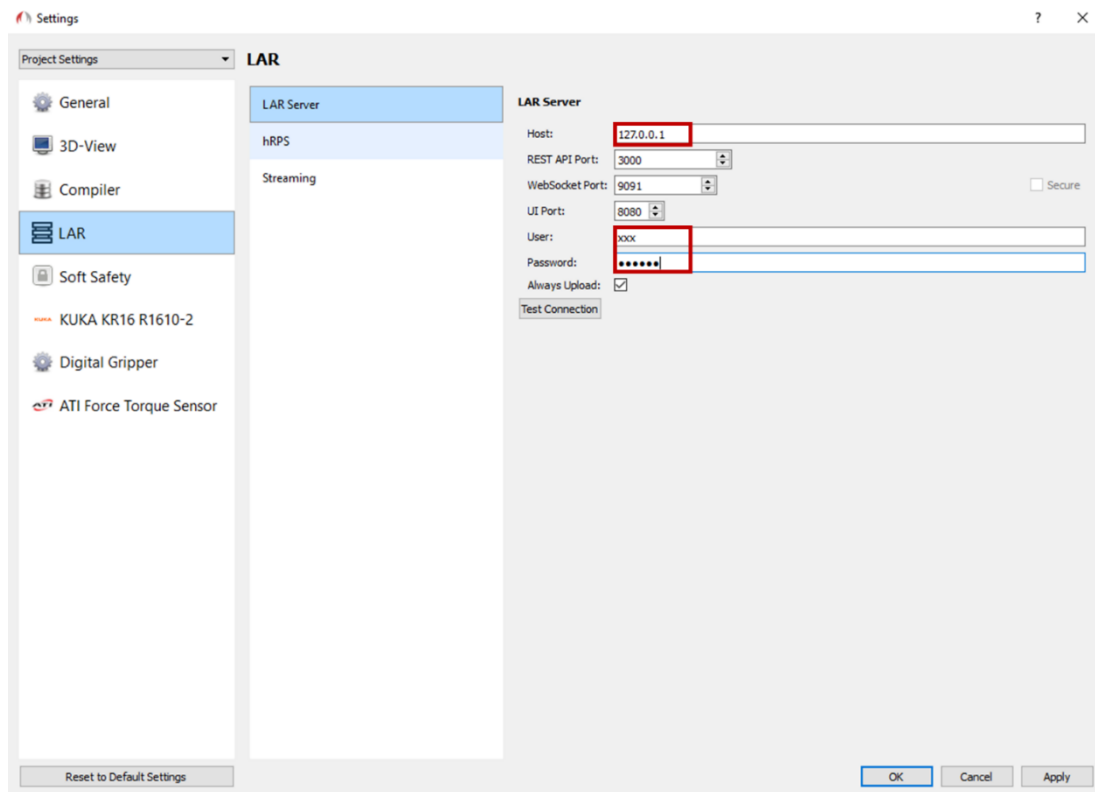 Settings
?
Project Settings
LAR
General
3D-View
Compiler
LAR
Soft Safety
KUKA KUKA KR16 R1610-2
Digital Gripper
ATI ATI Force Torque Sensor
LAR Server
hRPS
Streaming
LAR Server
Host: 127.0.0.1
REST API Port: 3000
WebSocket Port: 9091 Secure
UI Port: 8080
User: xxx
Password: ••••••
Always Upload:
Test Connection
Reset to Default Settings
OK Cancel Apply